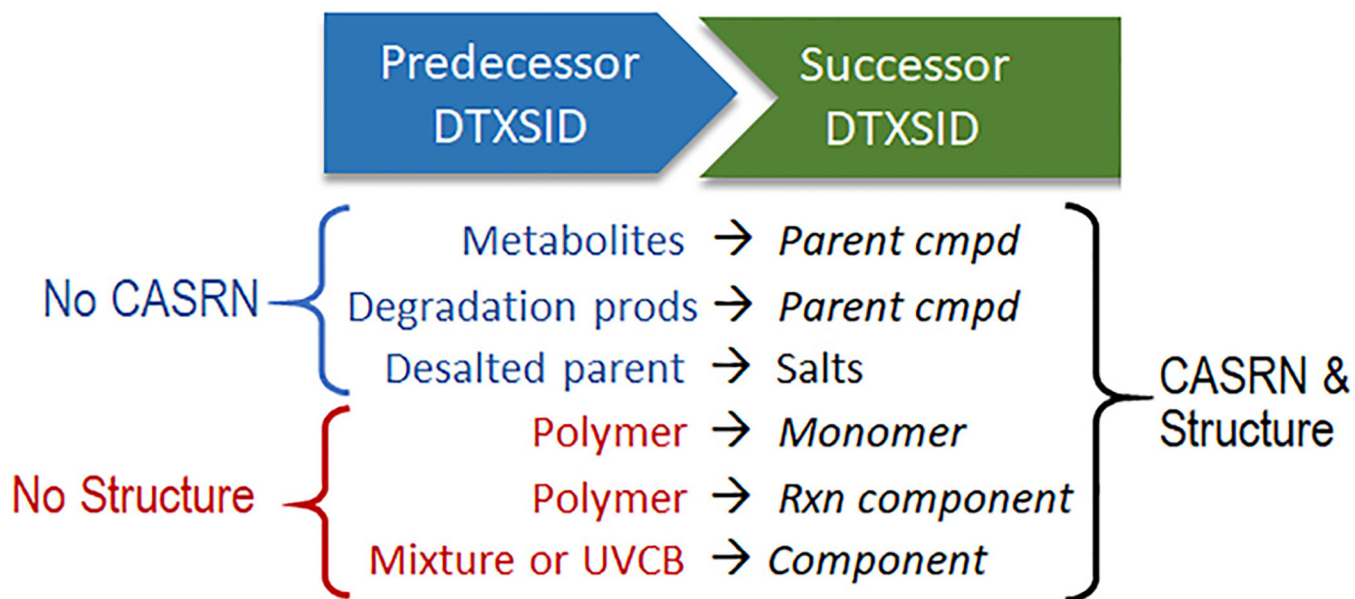 Predecessor DTXSID
Successor DTXSID
No CASRN
Metabolites → Parent cmpd
Degradation prods → Parent cmpd
Desalted parent → Salts
No Structure
Polymer → Monomer
Polymer → Rxn component
Mixture or UVCB → Component
CASRN &
Structure